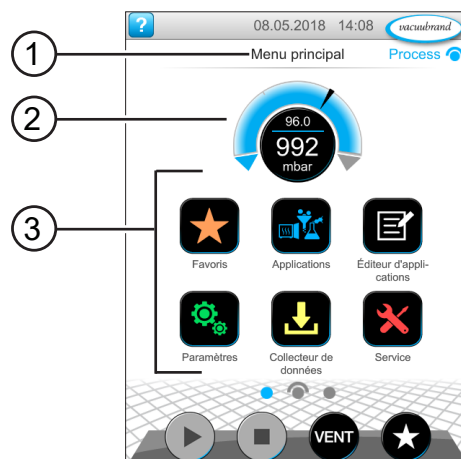 ?
08.05.2018 14:08
vacuubrand
1
Menu principal
Process
2
96.0
992
mbar
3
Favoris
Applications
Éditeur d'appli-
cations
Paramètres
Collecteur de
données
Service
VENT